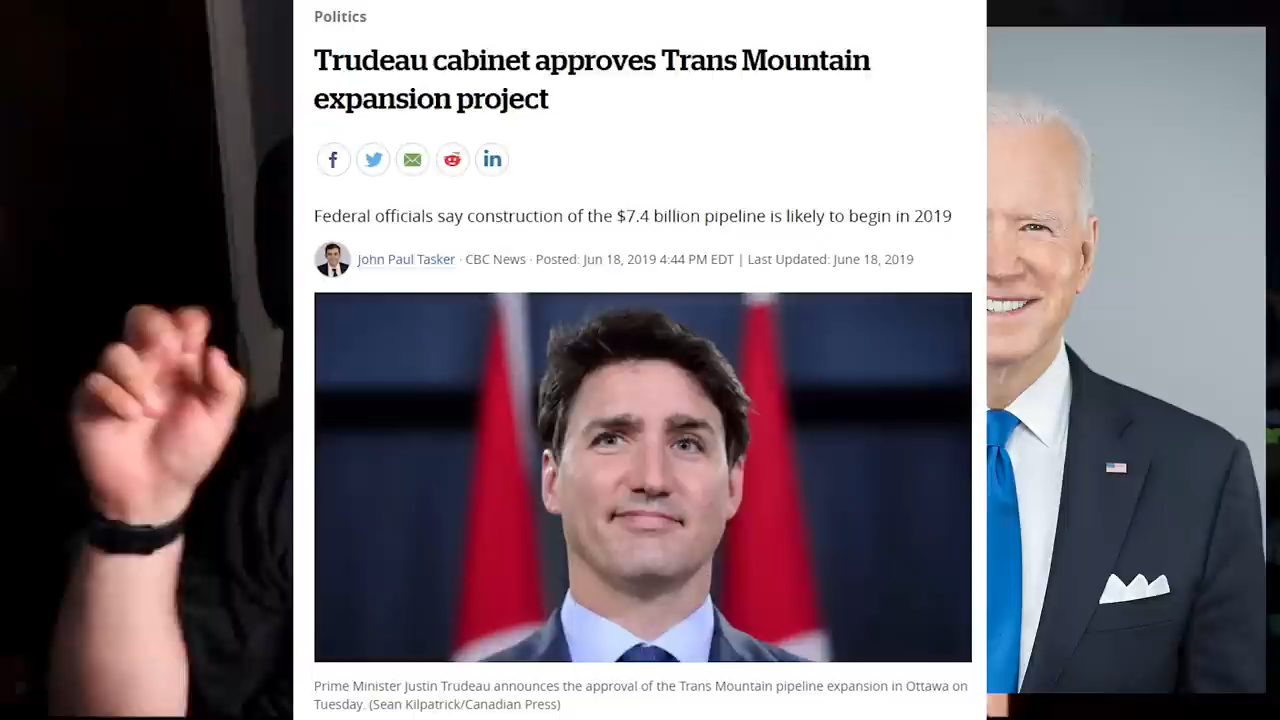 Politics
Trudeau cabinet approves Trans Mountain
expansion project
Federal officials say construction of the $7.4 billion pipeline is likely to begin in 2019
John Paul Tasker · CBC News · Posted: Jun 18, 2019 4:44 PM EDT | Last Updated: June 18, 2019
Prime Minister Justin Trudeau announces the approval of the Trans Mountain pipeline expansion in Ottawa on
Tuesday. (Sean Kilpatrick/Canadian Press)